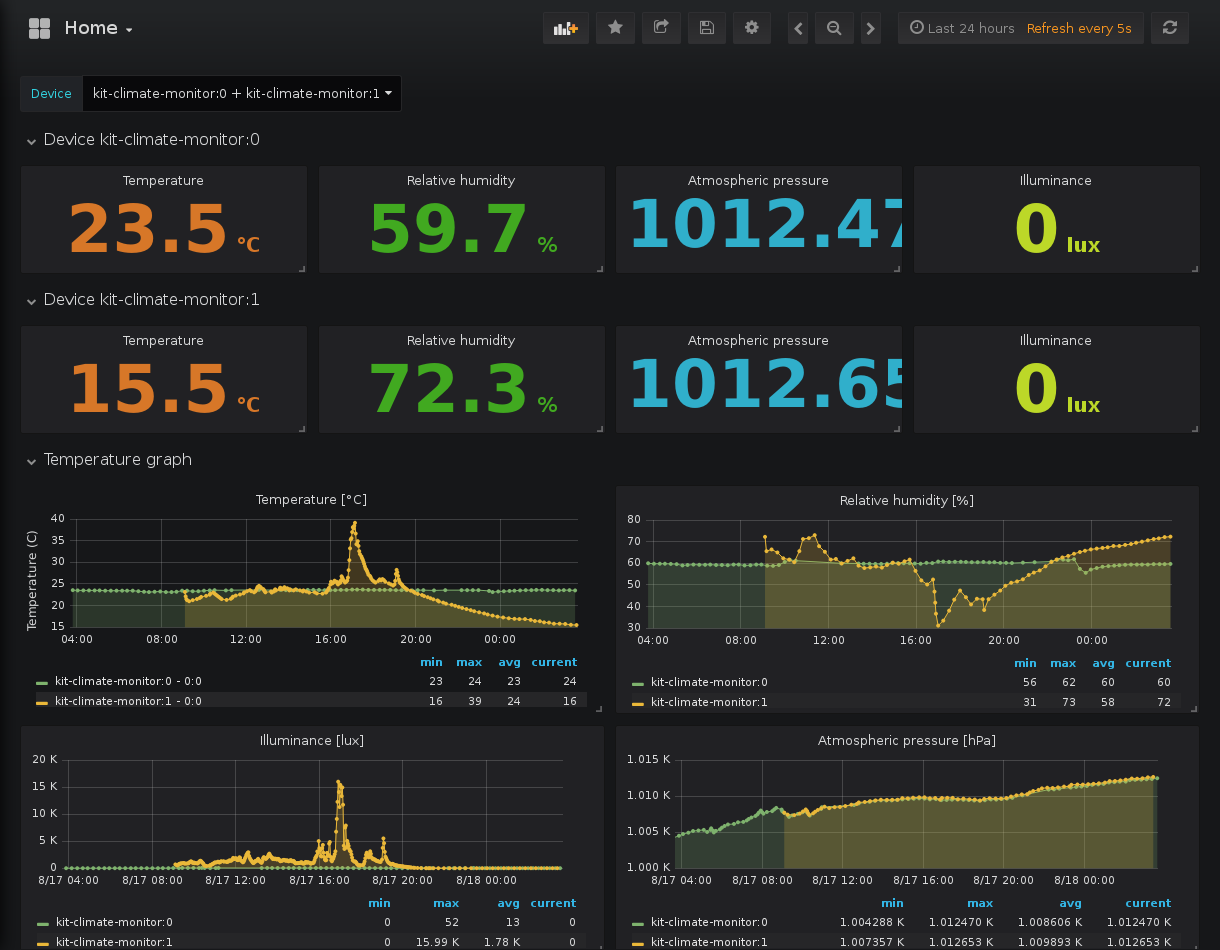 Home
Last 24 hours Refresh every 5s
Device kit-climate-monitor:0 + kit-climate-monitor:1
Device kit-climate-monitor:0
Temperature
23.5 °C
Relative humidity
59.7 %
Atmospheric pressure
1012.47
Illuminance
0 lux
Device kit-climate-monitor:1
Temperature
15.5 °C
Relative humidity
72.3 %
Atmospheric pressure
1012.65
Illuminance
0 lux
Temperature graph
Temperature [°C]
Temperature (C)
40
35
30
25
20
15
04:00 08:00 12:00 16:00 20:00 00:00
min max avg current
kit-climate-monitor:0 - 0:0 23 24 23 24
kit-climate-monitor:1 - 0:0 16 39 24 16
Relative humidity [%]
80
70
60
50
40
30
04:00 08:00 12:00 16:00 20:00 00:00
min max avg current
kit-climate-monitor:0 56 62 60 60
kit-climate-monitor:1 31 73 58 72
Illuminance [lux]
20 K
15 K
10 K
5 K
0
8/17 04:00 8/17 08:00 8/17 12:00 8/17 16:00 8/17 20:00 8/18 00:00
min max avg current
kit-climate-monitor:0 0 52 13 0
kit-climate-monitor:1 0 15.99 K 1.78 K 0
Atmospheric pressure [hPa]
1.015 K
1.010 K
1.005 K
1.000 K
8/17 04:00 8/17 08:00 8/17 12:00 8/17 16:00 8/17 20:00 8/18 00:00
min max avg current
kit-climate-monitor:0 1.004288 K 1.012470 K 1.008606 K 1.012470 K
kit-climate-monitor:1 1.007357 K 1.012653 K 1.009893 K 1.012653 K